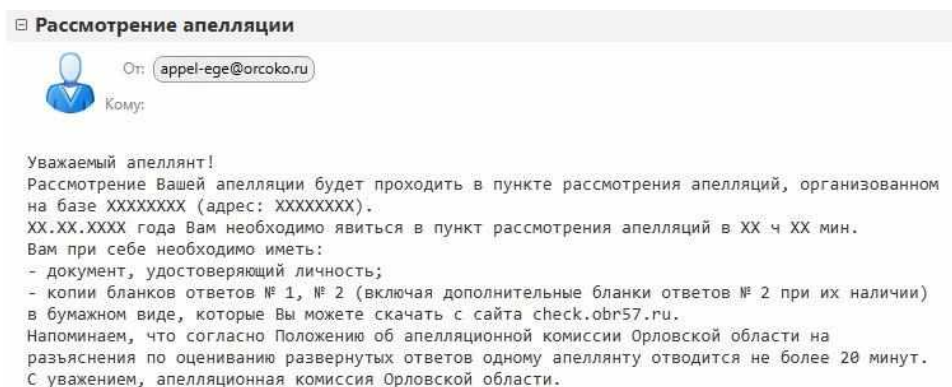 Рассмотрение апелляции
От: appel-ege@orcoko.ru
Кому:
Уважаемый апеллянт!
Рассмотрение Вашей апелляции будет проходить в пункте рассмотрения апелляций, организованном
на базе XXXXXXXX (адрес: XXXXXXXX).
XX.XX.XXXX года Вам необходимо явиться в пункт рассмотрения апелляций в XX ч XX мин.
Вам при себе необходимо иметь:
- документ, удостоверяющий личность;
- копии бланков ответов № 1, № 2 (включая дополнительные бланки ответов № 2 при их наличии)
в бумажном виде, которые Вы можете скачать с сайта check.obr57.ru.
Напоминаем, что согласно Положению об апелляционной комиссии Орловской области на
разъяснения по оцениванию развернутых ответов одному апеллянту отводится не более 20 минут.
С уважением, апелляционная комиссия Орловской области.